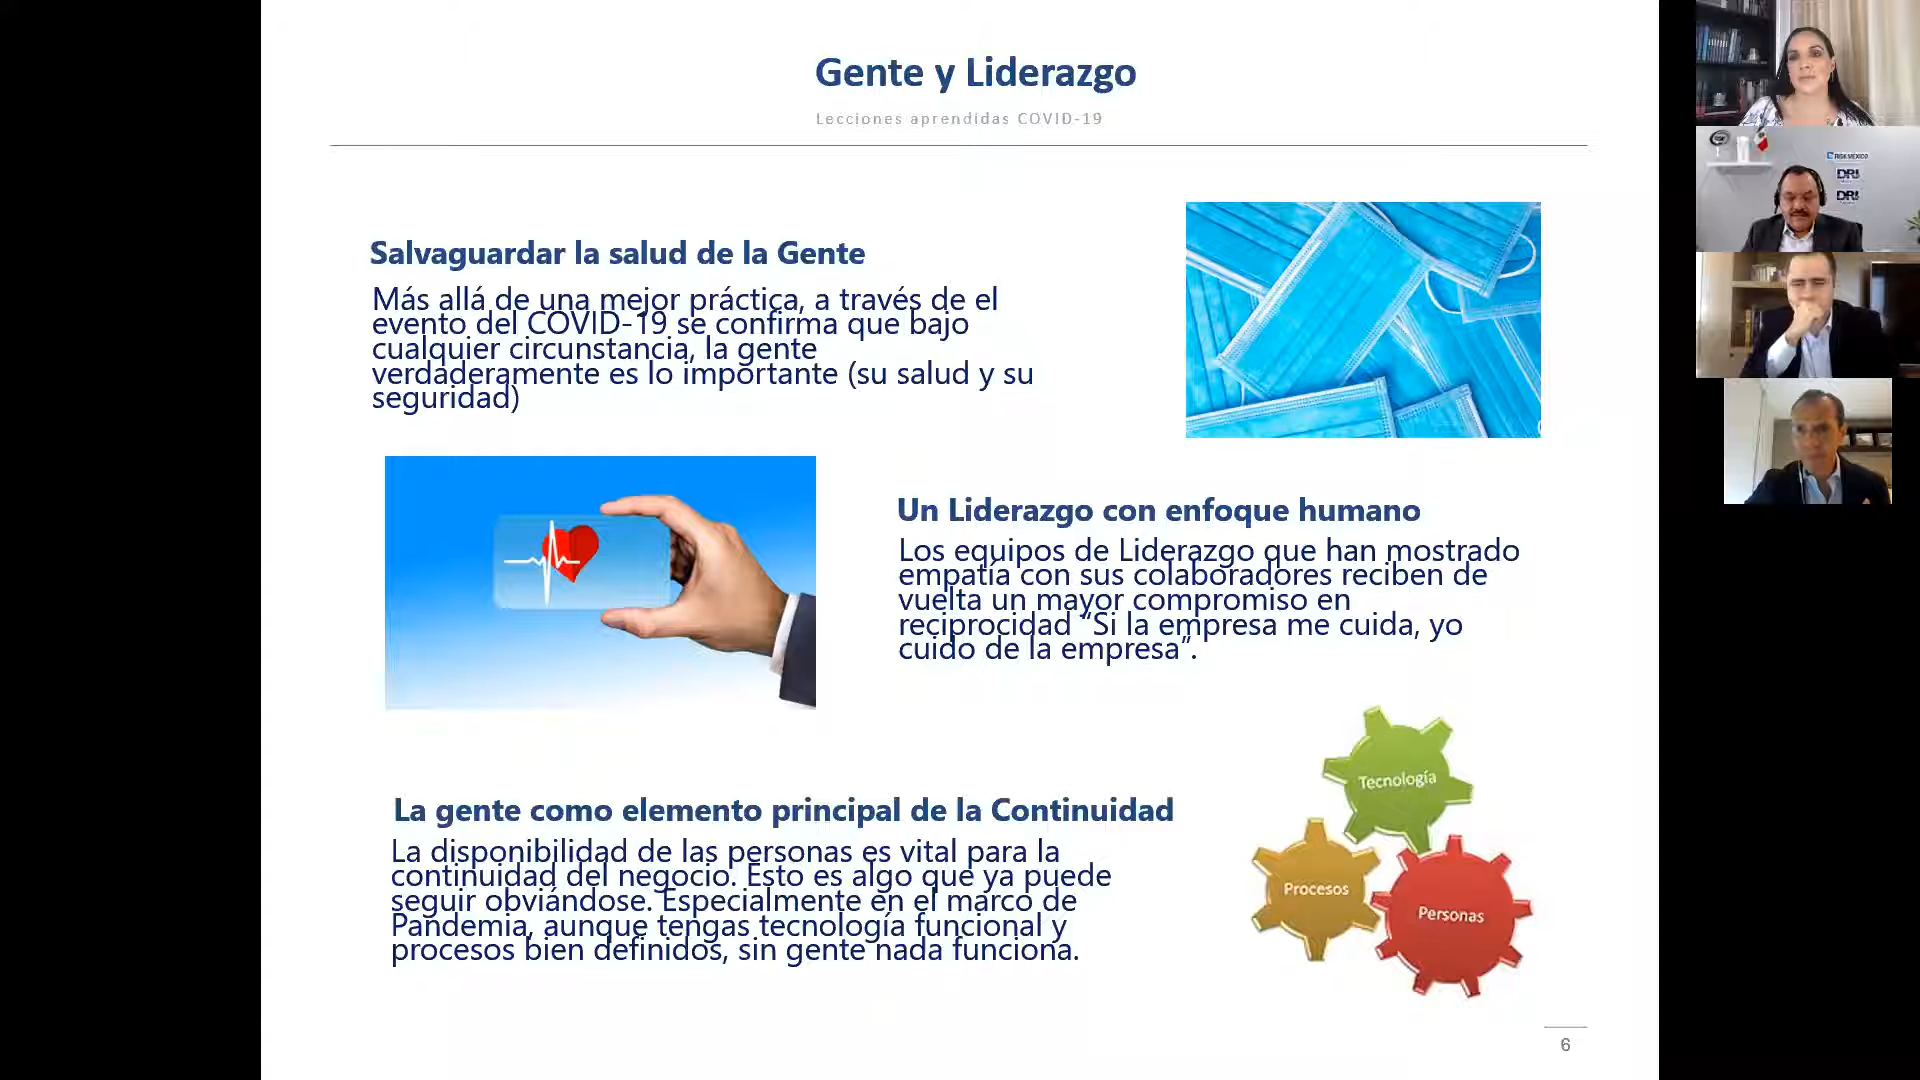 Gente y Liderazgo
Lecciones aprendidas COVID-19
Salvaguardar la salud de la Gente
Más allá de una mejor práctica, a través de el
evento del COVID-19 se confirma que bajo
cualquier circunstancia, la gente
verdaderamente es lo importante (su salud y su
seguridad)
Un Liderazgo con enfoque humano
Los equipos de Liderazgo que han mostrado
empatía con sus colaboradores reciben de
vuelta un mayor compromiso en
reciprocidad “Si la empresa me cuida, yo
cuido de la empresa”.
La gente como elemento principal de la Continuidad
La disponibilidad de las personas es vital para la
continuidad del negocio. Esto es algo que ya puede
seguir obviándose. Especialmente en el marco de
Pandemia, aunque tengas tecnología funcional y
procesos bien definidos, sin gente nada funciona.
Tecnología
Procesos
Personas
6
RISK MEXICO
DRI
DRI